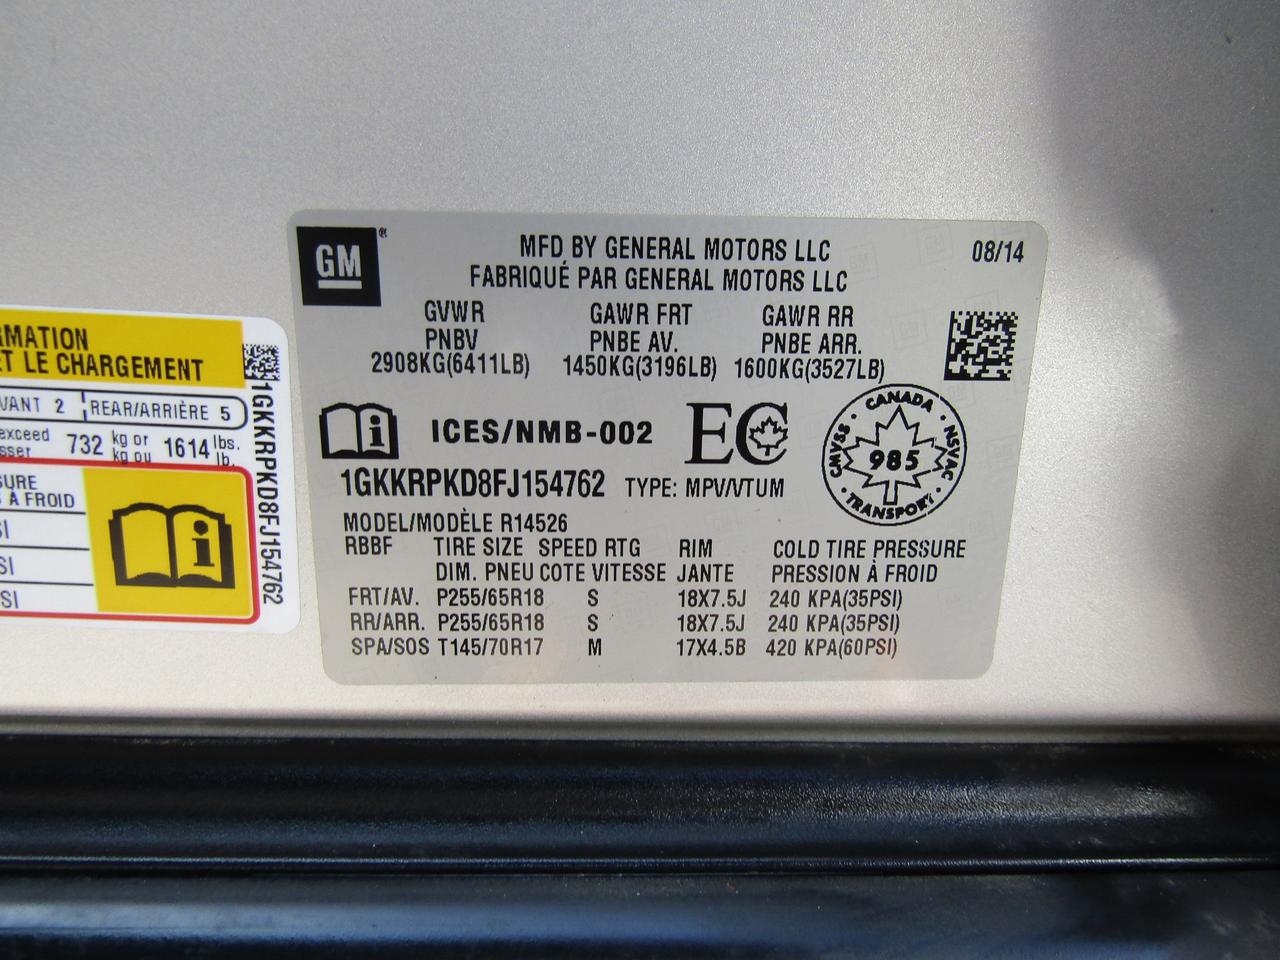 GM®
MFD BY GENERAL MOTORS LLC 08/14
FABRIQUÉ PAR GENERAL MOTORS LLC
GVWR GAWR FRT GAWR RR
PNBV PNBE AV. PNBE ARR.
2908KG(6411LB) 1450KG(3196LB) 1600KG(3527LB)
i ICES/NMB-002 EC
CANADA
CMVSS 985 NSVAC
TRANSPORT
1GKKRPKD8FJ154762 TYPE: MPV/VTUM
MODEL/MODÈLE R14526
RBBF TIRE SIZE SPEED RTG RIM COLD TIRE PRESSURE
DIM. PNEU COTE VITESSE JANTE PRESSION À FROID
FRT/AV. P255/65R18 S 18X7.5J 240 KPA(35PSI)
RR/ARR. P255/65R18 S 18X7.5J 240 KPA(35PSI)
SPA/SOS T145/70R17 M 17X4.5B 420 KPA(60PSI)
RMATION
ET LE CHARGEMENT
VANT 2 REAR/ARRIÈRE 5
exceed 732 kg or 1614 lbs.
sser kg ou lb.
SURE
S À FROID
SI
SI
SI
i
1GKKRPKD8FJ154762